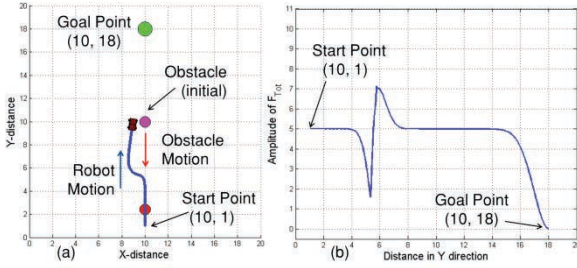 Goal Point
(10, 18)
Obstacle
(initial)
Obstacle
Motion
Robot
Motion
Start Point
(10, 1)
(a)
Y-distance
X-distance
20
18
16
14
12
10
8
6
4
2
0
0 2 4 6 8 10 12 14 16 18 20
Start Point
(10, 1)
Goal Point
(10, 18)
(b)
Amplitude of F_Tot
Distance in Y direction
11
10
9
8
7
6
5
4
3
2
1
0
0 2 4 6 8 10 12 14 16 18 20